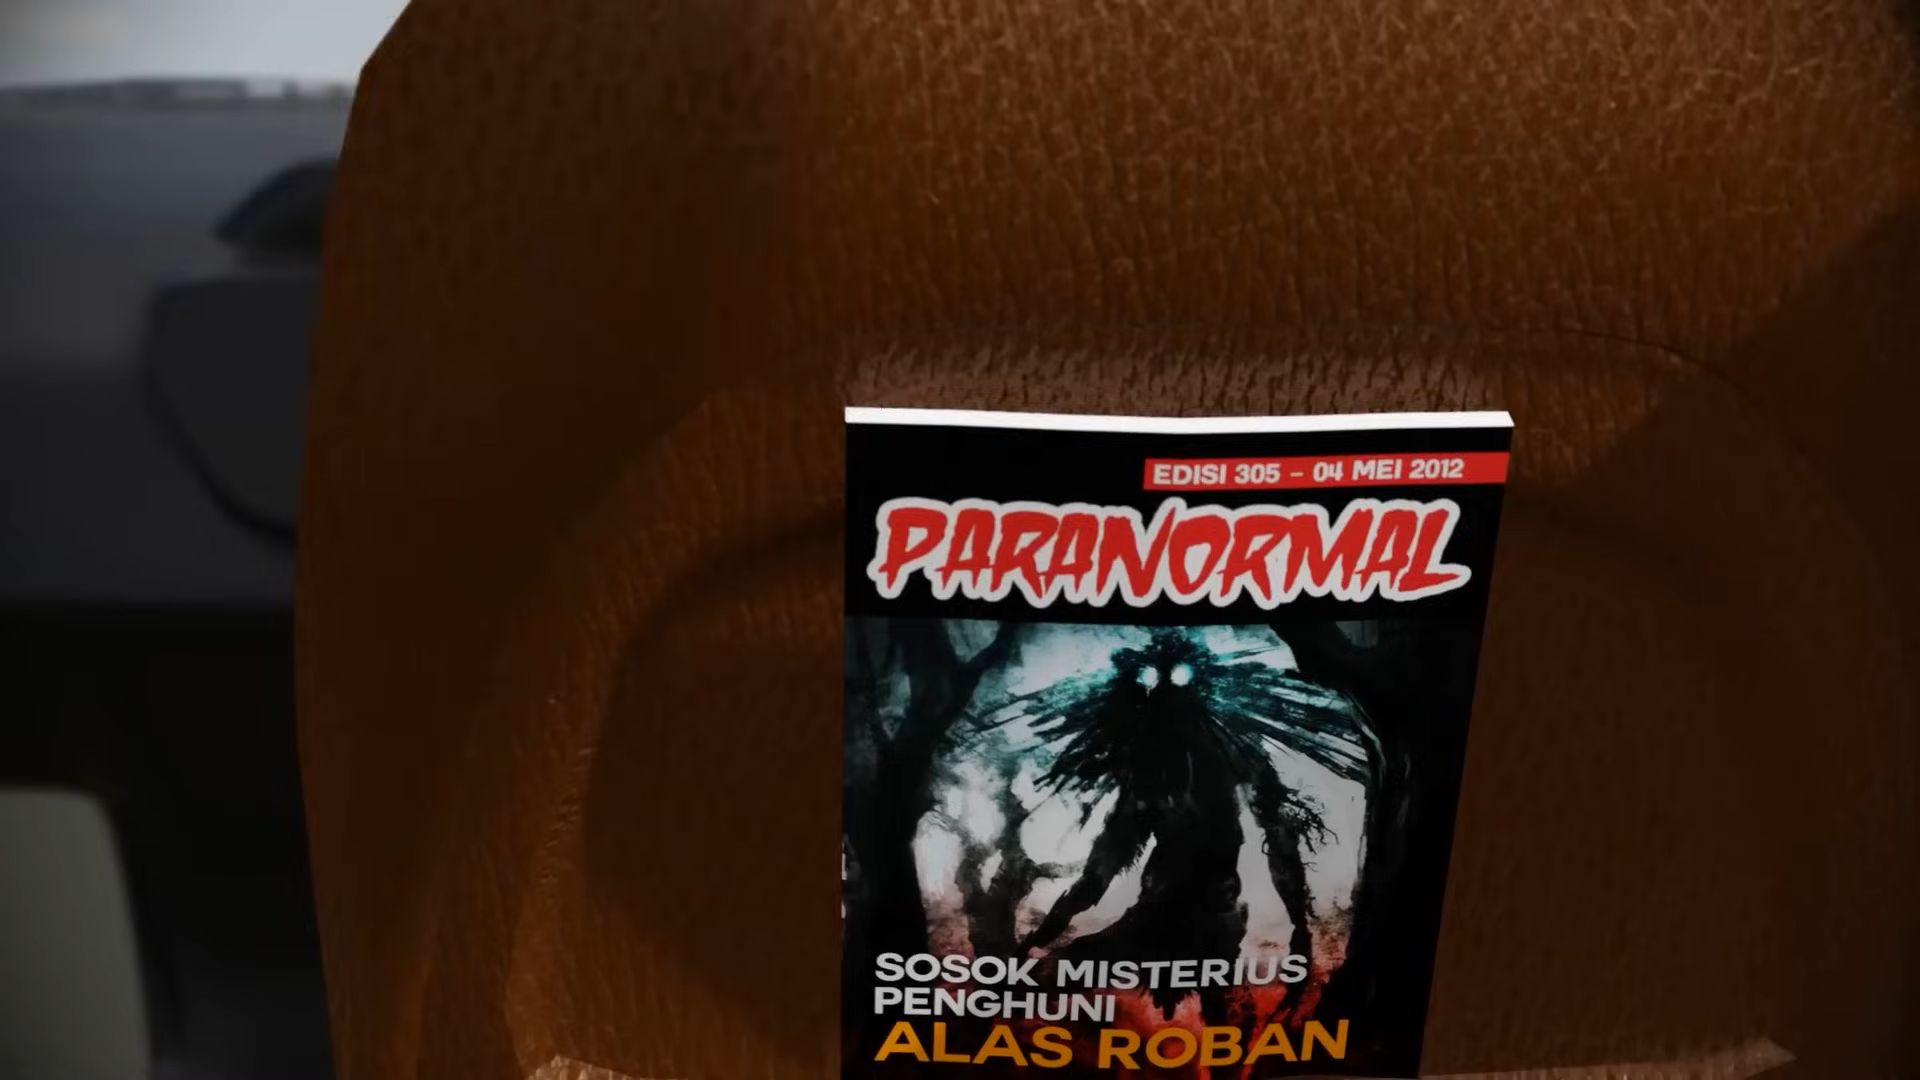 EDISI 305 - 04 MEI 2012
PARANORMAL
SOSOK MISTERIUS
PENGHUNI
ALAS ROBAN